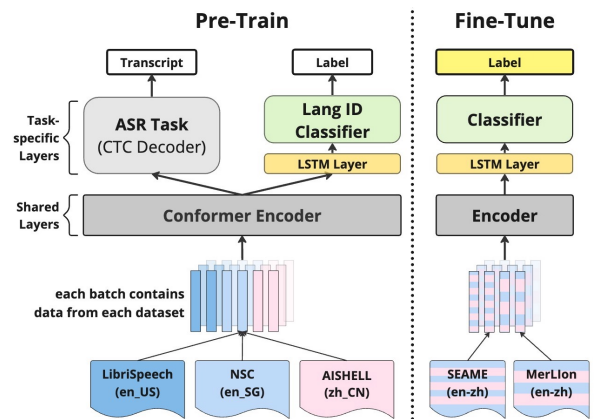 Pre-Train
Fine-Tune
Transcript
Label
Label
Task-
specific
Layers
ASR Task
(CTC Decoder)
Lang ID
Classifier
LSTM Layer
Classifier
LSTM Layer
Shared
Layers
Conformer Encoder
Encoder
each batch contains
data from each dataset
LibriSpeech
(en_US)
NSC
(en_SG)
AISHELL
(zh_CN)
SEAME
(en-zh)
MerLIon
(en-zh)